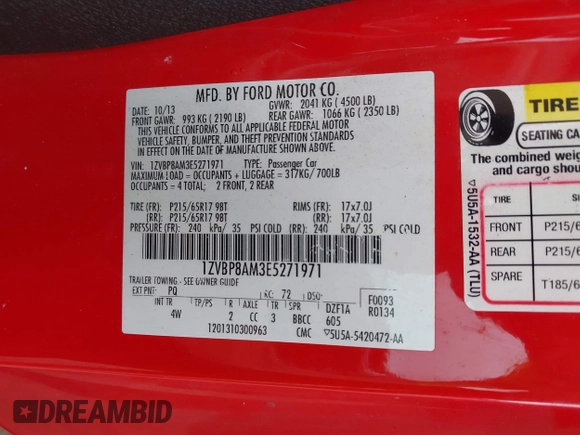 MFD. BY FORD MOTOR CO.
DATE: 10/13 GVWR: 2041 KG ( 4500 LB)
FRONT GAWR: 993 KG ( 2190 LB) REAR GAWR: 1066 KG ( 2350 LB)
THIS VEHICLE CONFORMS TO ALL APPLICABLE FEDERAL MOTOR
VEHICLE SAFETY, BUMPER, AND THEFT PREVENTION STANDARDS
IN EFFECT ON THE DATE OF MANUFACTURE SHOWN ABOVE.
VEHICLE: 1ZVBP8AM3E5271971 TYPE: Passenger Car
MAXIMUM LOAD = OCCUPANTS + LUGGAGE = 317KG/ 700LB
OCCUPANTS = 4 TOTAL; 2 FRONT, 2 REAR
TIRE (FR): P215/65R17 98T RIMS (FR): 17x7.0J
(RR): P215/65R17 98T (RR): 17x7.0J
PRESSURE (FR): 240 kPa/ 35 PSI COLD (RR): 240 kPa/ 35 PSI COLD
1ZVBP8AM3E5271971
TRAILER TOWING - SEE OWNER GUIDE
EXT PNT: PQ RC: 72 DSO: F0093
INT TR TP/PS R AXLE TR SPR DZF1A R0134
4W 2 CC 3 BBCC 605
1201310300963 CMC ▽5U5A-5420472-AA
TIRE
SEATING CA
The combined weig
and cargo shou
TIRE SI
FRONT P215/6
REAR P215/6
SPARE T185/6
▽5U5A-1532-AA (TLU)
DREAMBID